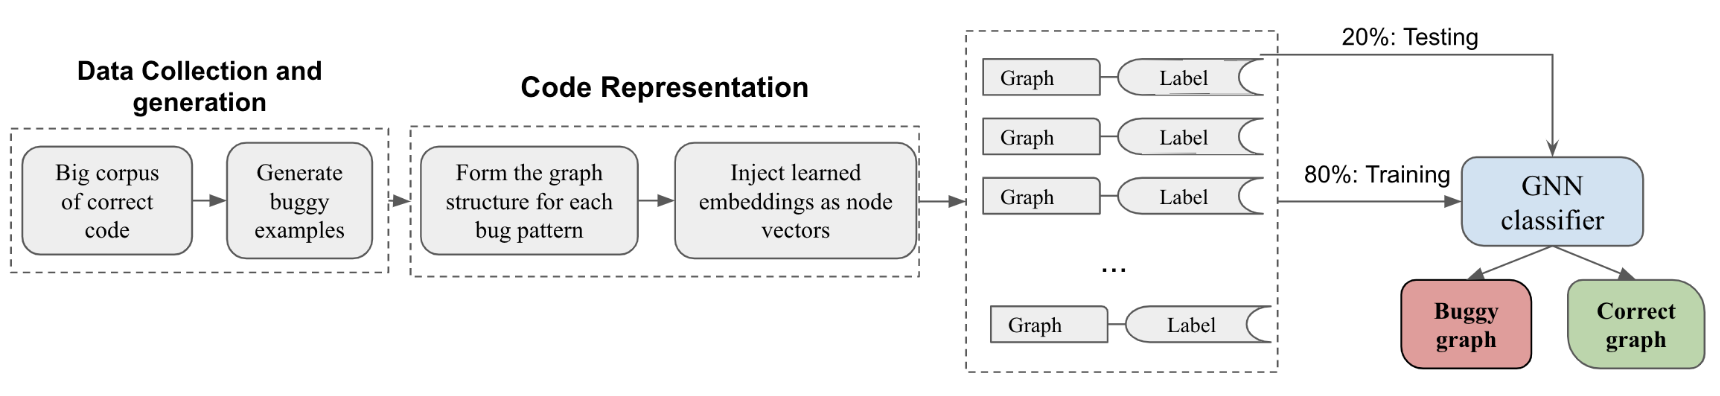 Data Collection and
generation
Big corpus
of correct
code
Generate
buggy
examples
Code Representation
Form the graph
structure for each
bug pattern
Inject learned
embeddings as node
vectors
Graph
Label
Graph
Label
Graph
Label
...
Graph
Label
20%: Testing
80%: Training
GNN
classifier
Buggy
graph
Correct
graph